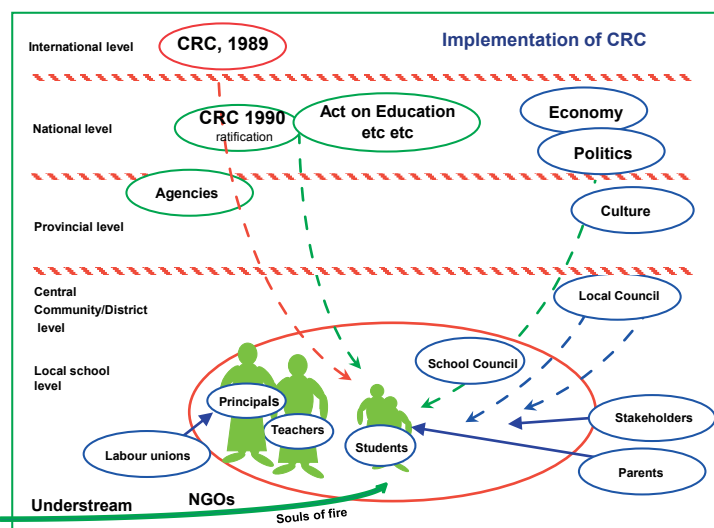 International level
CRC, 1989
Implementation of CRC
National level
CRC 1990
ratification
Act on Education
etc etc
Economy
Politics
Agencies
Provincial level
Culture
Central
Community/District
level
Local Council
Local school
level
School Council
Principals
Teachers
Students
Labour unions
Stakeholders
Parents
Understream
NGOs
Souls of fire